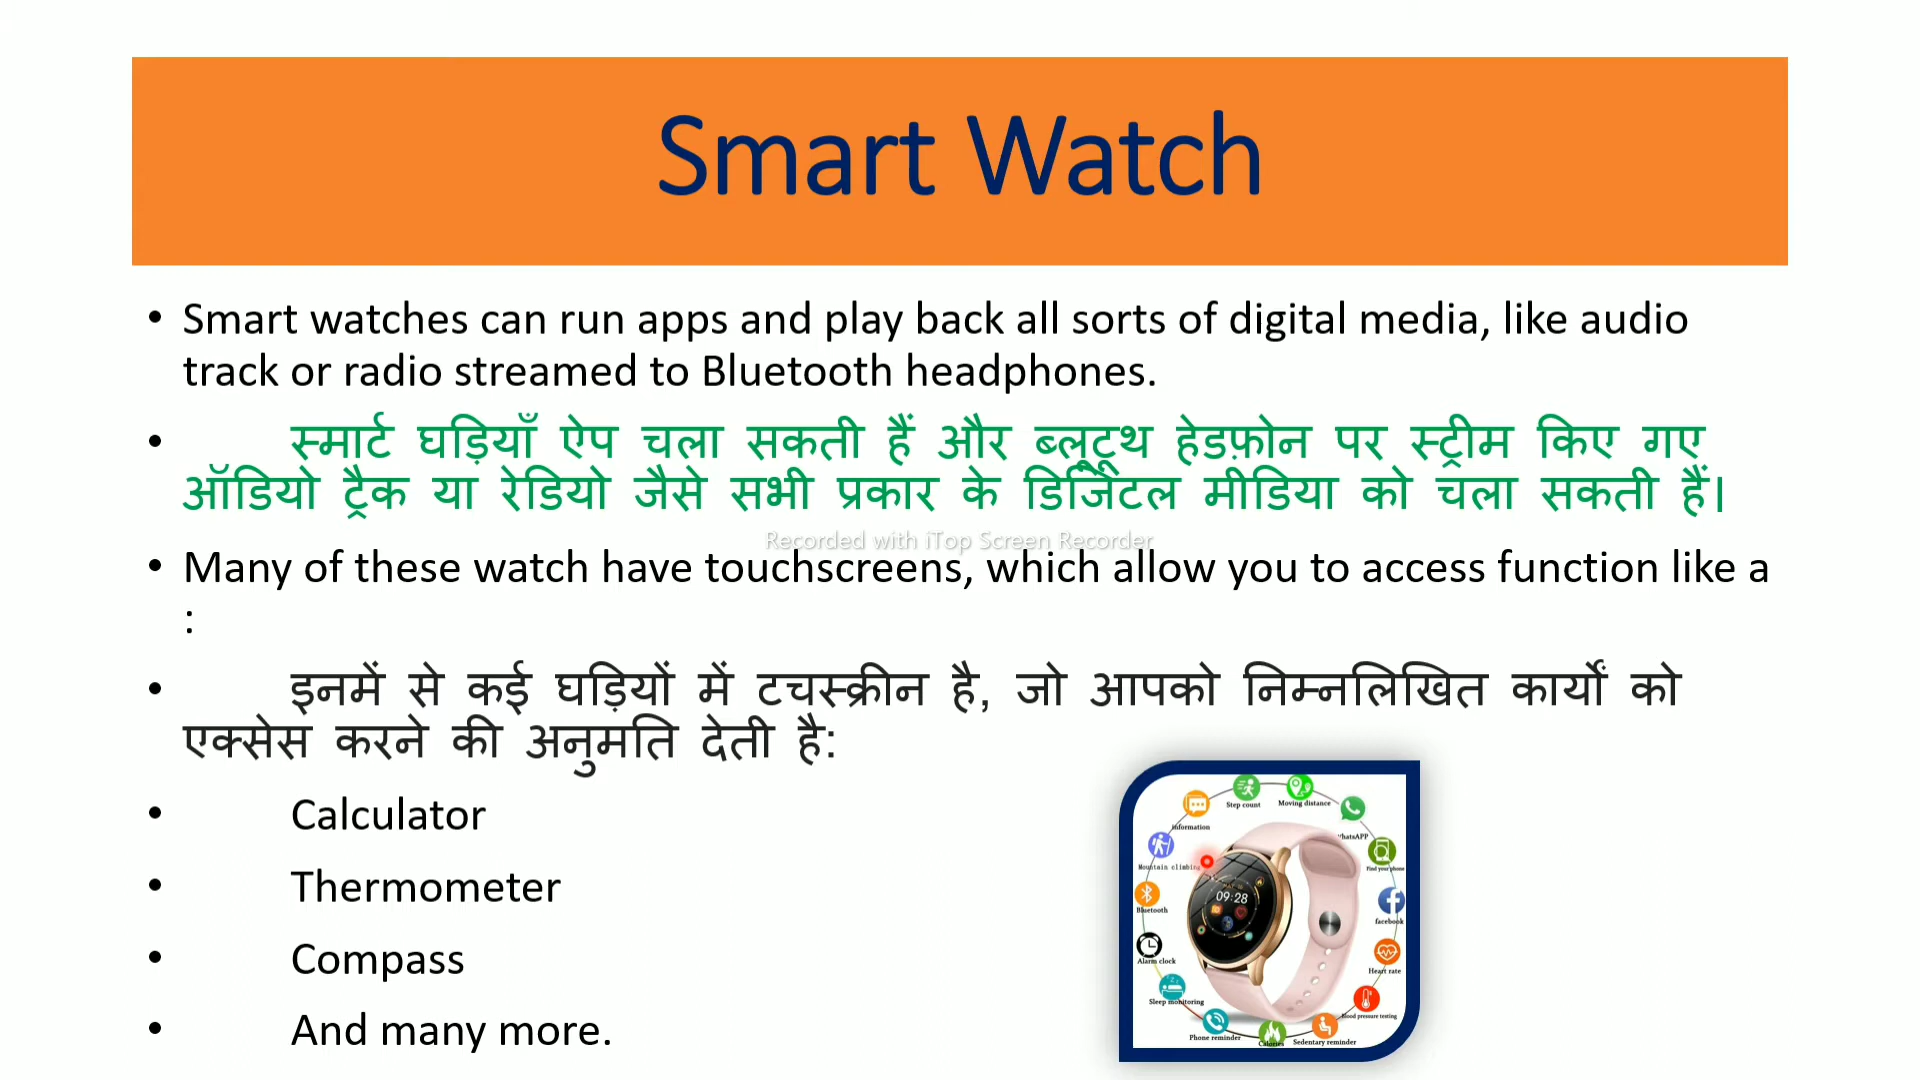 Smart Watch
• Smart watches can run apps and play back all sorts of digital media, like audio
track or radio streamed to Bluetooth headphones.
• स्मार्ट घड़ियाँ ऐप चला सकती हैं और ब्लूटूथ हेडफ़ोन पर स्ट्रीम किए गए
ऑडियो ट्रैक या रेडियो जैसे सभी प्रकार के डिजिटल मीडिया को चला सकती हैं।
Recorded with iTop Screen Recorder
• Many of these watch have touchscreens, which allow you to access function like a
:
• इनमें से कई घड़ियों में टचस्क्रीन है, जो आपको निम्नलिखित कार्यों को
एक्सेस करने की अनुमति देती है:
• Calculator
• Thermometer
• Compass
• And many more.
Step count
Moving distance
information
hatsAPP
Mountain climbing
Find your phone
Bluetooth
09:28
facebook
Alarm clock
Heart rate
Sleep monitoring
Blood pressure testing
Phone reminder
Calories
Sedentary reminder